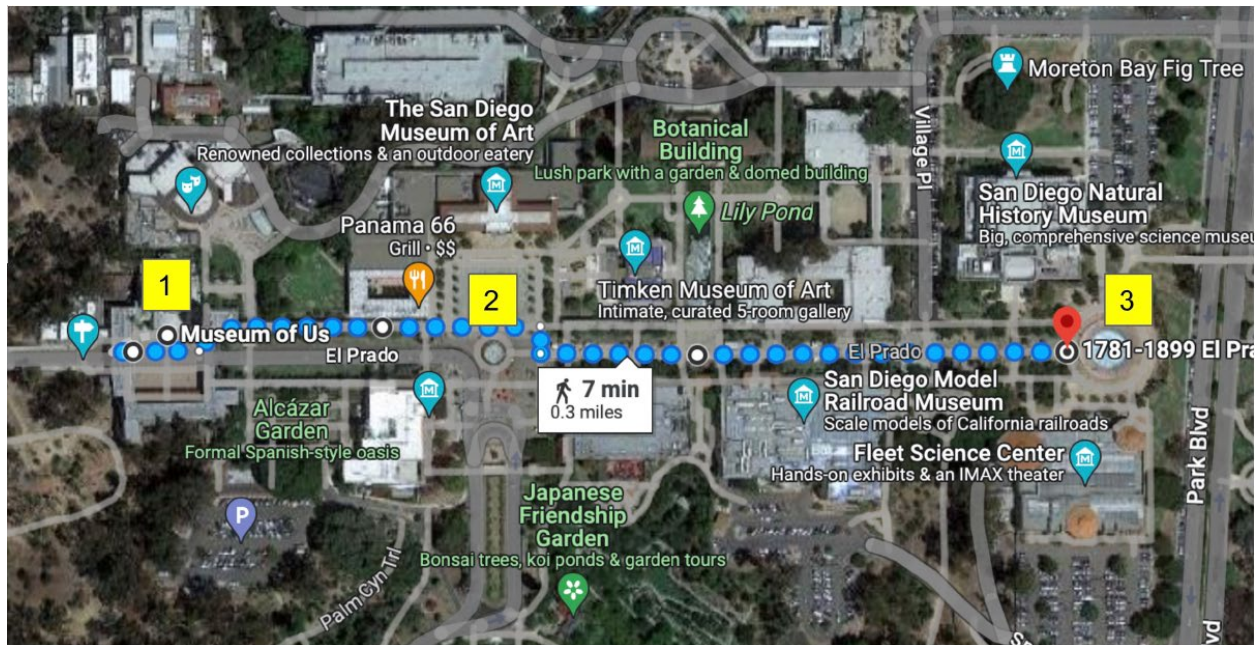 Moreton Bay Fig Tree
The San Diego
Museum of Art
Renowned collections & an outdoor eatery
Botanical
Building
Lush park with a garden & domed building
Village Pl
Lily Pond
San Diego Natural
History Museum
Big, comprehensive science museu
Panama 66
Grill • $$
M
M
M
Timken Museum of Art
Intimate, curated 5-room gallery
1
2
3
Museum of Us
El Prado
El Prado
1781-1899 El Pra
7 min
0.3 miles
M
M
San Diego Model
Railroad Museum
Scale models of California railroads
Alcázar
Garden
Formal Spanish-style oasis
Fleet Science Center
Hands-on exhibits & an IMAX theater
M
Park Blvd
P
Japanese
Friendship
Garden
Bonsai trees, koi ponds & garden tours
Palm Cyn Trl
vd